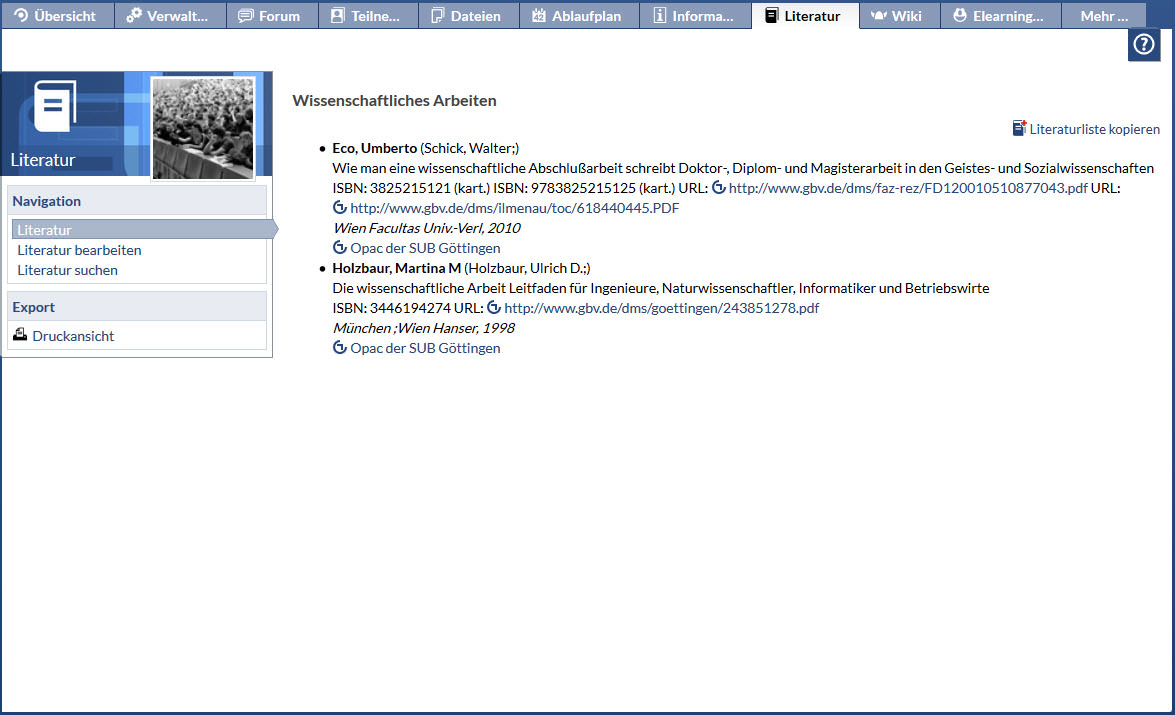 Übersicht
Verwalt...
Forum
Teilne...
Dateien
42 Ablaufplan
Informa...
Literatur
Wiki
Elearning...
Mehr ...
Literatur
Navigation
Literatur
Literatur bearbeiten
Literatur suchen
Export
Druckansicht
Wissenschaftliches Arbeiten
Literaturliste kopieren
• Eco, Umberto (Schick, Walter;)
Wie man eine wissenschaftliche Abschlußarbeit schreibt Doktor-, Diplom- und Magisterarbeit in den Geistes- und Sozialwissenschaften
ISBN: 3825215121 (kart.) ISBN: 9783825215125 (kart.) URL: http://www.gbv.de/dms/faz-rez/FD120010510877043.pdf URL:
http://www.gbv.de/dms/ilmenau/toc/618440445.PDF
Wien Facultas Univ.-Verl, 2010
Opac der SUB Göttingen
• Holzbaur, Martina M (Holzbaur, Ulrich D.;)
Die wissenschaftliche Arbeit Leitfaden für Ingenieure, Naturwissenschaftler, Informatiker und Betriebswirte
ISBN: 3446194274 URL: http://www.gbv.de/dms/goettingen/243851278.pdf
München ;Wien Hanser, 1998
Opac der SUB Göttingen